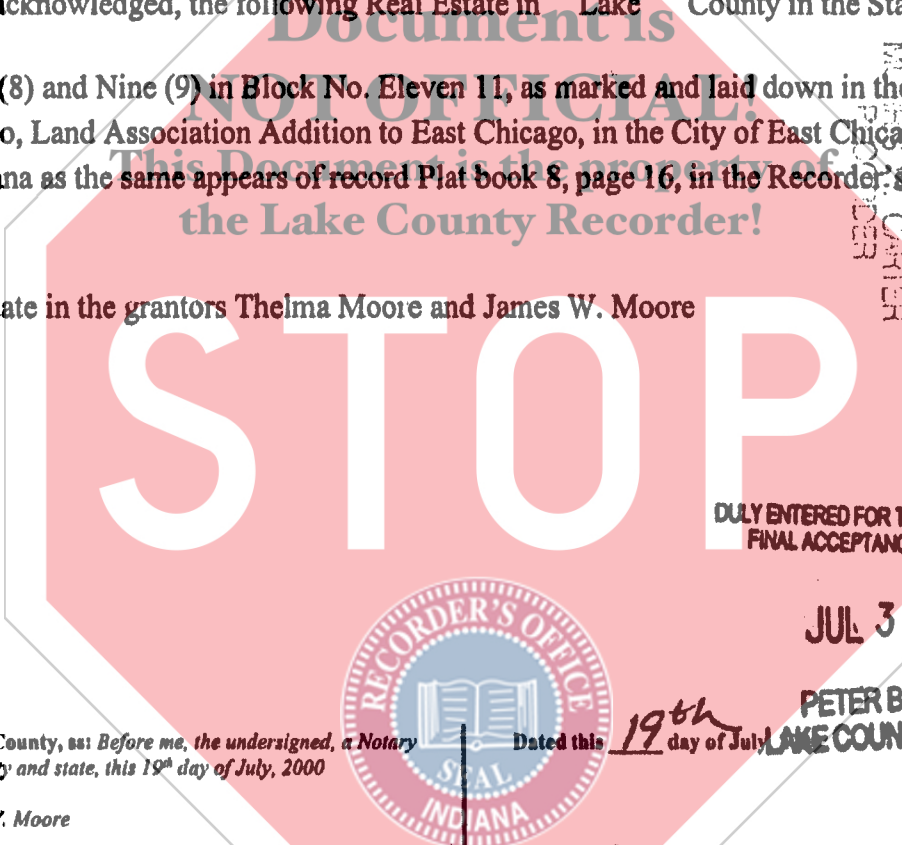 cknowledged, the following Real Estate in Lake County in the Sta
Document is
NOT OFFICIAL!
(8) and Nine (9) in Block No. Eleven 11, as marked and laid down in the
o, Land Association Addition to East Chicago, in the City of East Chica
This Document is the property of
na as the same appears of record Plat book 8, page 16, in the Recorder's
the Lake County Recorder!
ate in the grantors Thelma Moore and James W. Moore
STOP
DULY ENTERED FOR T
FINAL ACCEPTANC
JUL 3
PETER B
LAKE COUN
RECORDER'S OFFICE
SEAL
INDIANA
County, ss: Before me, the undersigned, a Notary
y and state, this 19th day of July, 2000
. Moore
Dated this 19th day of July